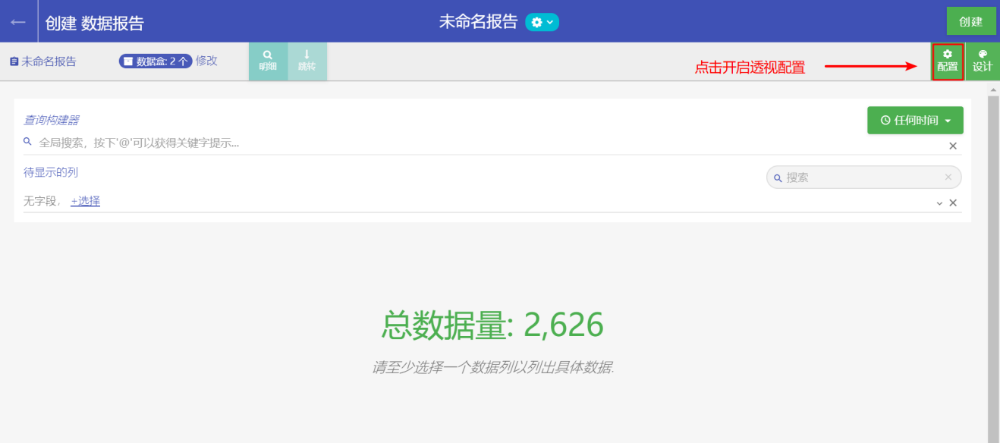 创建 数据报告
未命名报告
创建
未命名报告
数据盒: 2 个 修改
明细
跳转
点击开启透视配置
配置
设计
查询构建器
任何时间
全局搜索，按下'@'可以获得关键字提示...
待显示的列
搜索
无字段， +选择
总数据量: 2,626
请至少选择一个数据列以列出具体数据.